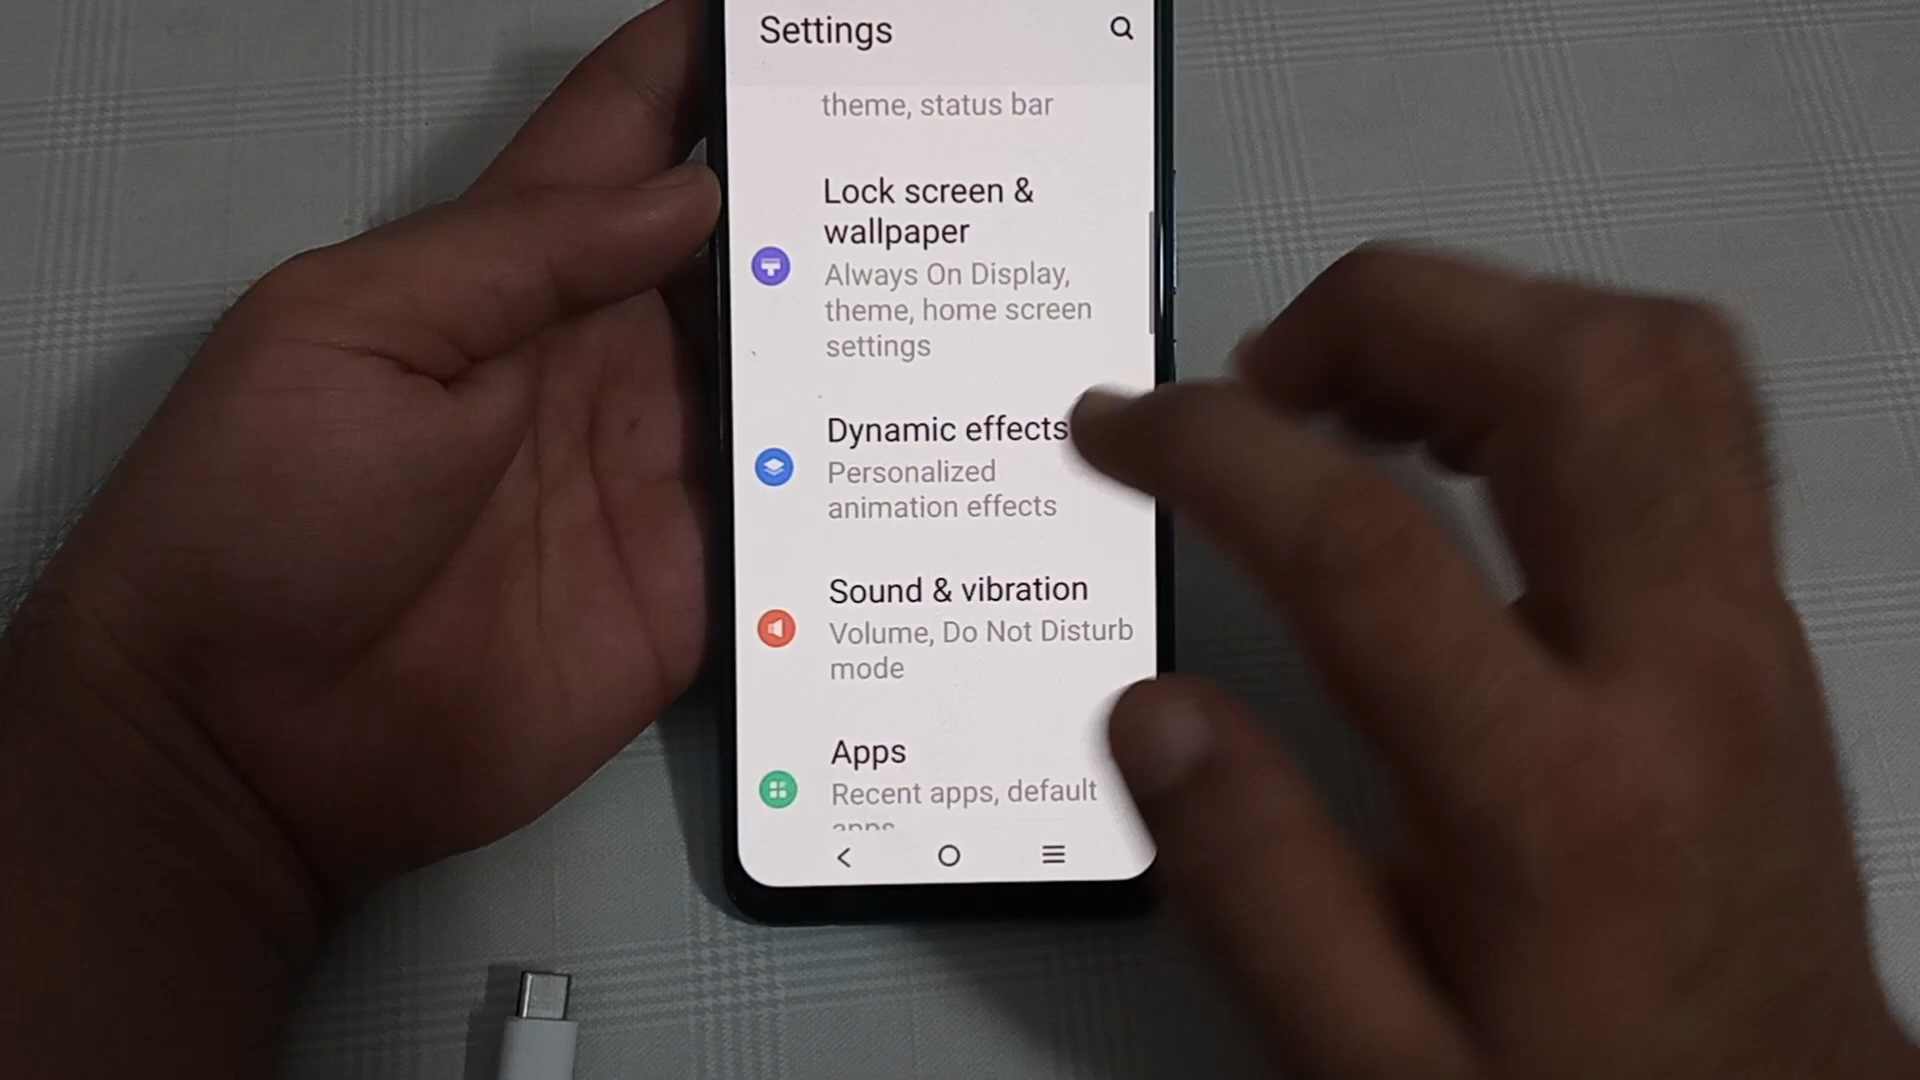 Settings
theme, status bar
Lock screen &
wallpaper
Always On Display,
theme, home screen
settings
Dynamic effects
Personalized
animation effects
Sound & vibration
Volume, Do Not Disturb
mode
Apps
Recent apps, default
apps